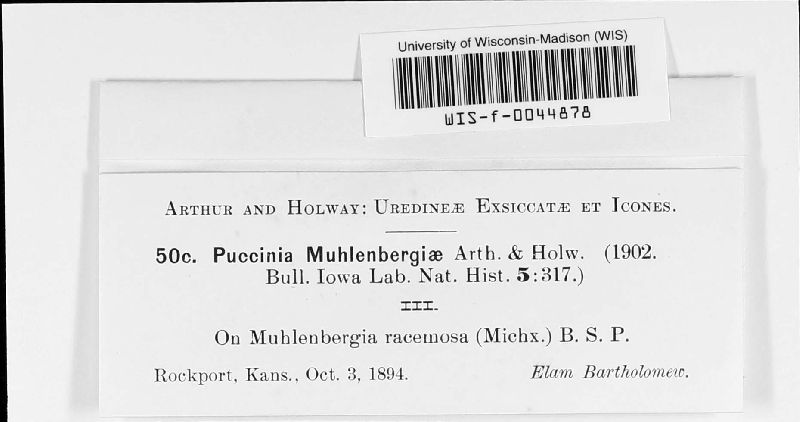 University of Wisconsin-Madison (WIS)
WIS-f-0044878
Arthur and Holway: Uredineæ Exsiccatæ et Icones.
50c. Puccinia Muhlenbergiæ Arth. & Holw. (1902.
Bull. Iowa Lab. Nat. Hist. 5:317.)
III.
On Muhlenbergia racemosa (Michx.) B. S. P.
Rockport, Kans., Oct. 3, 1894. Elam Bartholomew.